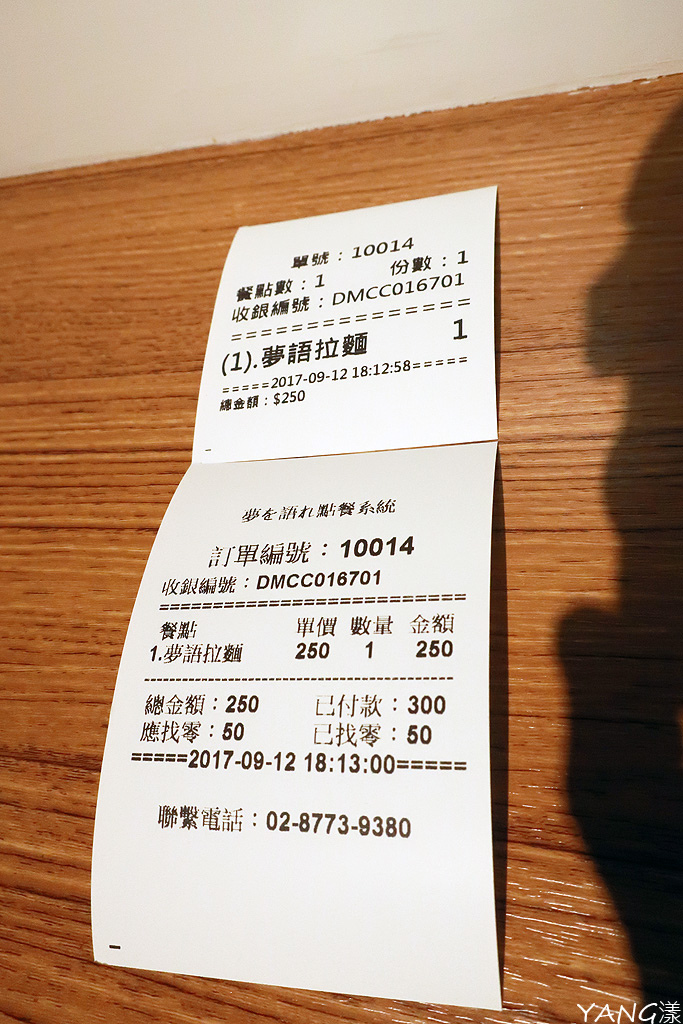 單號：10014
餐點數：1 份數：1
收銀編號：DMCC016701
===============
(1).夢語拉麵 1
=====2017-09-12 18:12:58=====
總金額：$250
夢を語れ點餐系統
訂單編號：10014
收銀編號：DMCC016701
==========================
餐點 單價 數量 金額
1.夢語拉麵 250 1 250
--------------------------------------------------
總金額：250 已付款：300
應找零：50 已找零：50
=====2017-09-12 18:13:00=====
聯繫電話：02-8773-9380
YANG漾